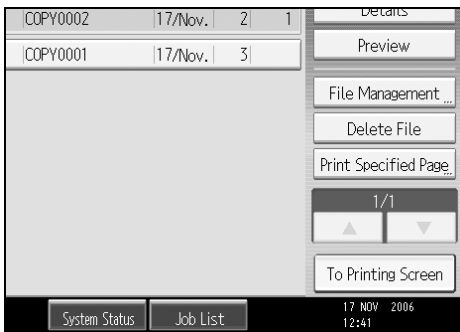 COPY0002 17/Nov. 2 1
Details
COPY0001 17/Nov. 3
Preview
File Management
Delete File
Print Specified Page
1/1
To Printing Screen
System Status Job List
17 NOV 2006
12:41